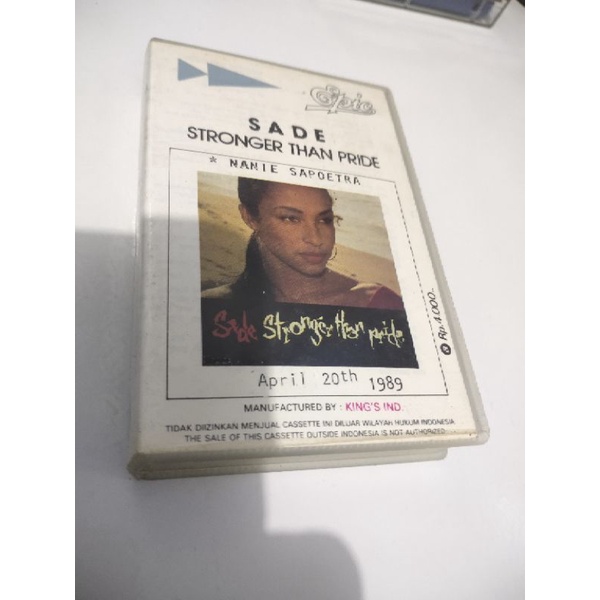 Epic
SADE
STRONGER THAN PRIDE
* NANIE SAPOETRA
Sade Stronger than pride
Rp.4000,-
April 20th 1989
MANUFACTURED BY : KING'S IND.
TIDAK DIIZINKAN MENJUAL CASSETTE INI DILUAR WILAYAH HUKUM INDONESIA
THE SALE OF THIS CASSETTE OUTSIDE INDONESIA IS NOT AUTHORIZED